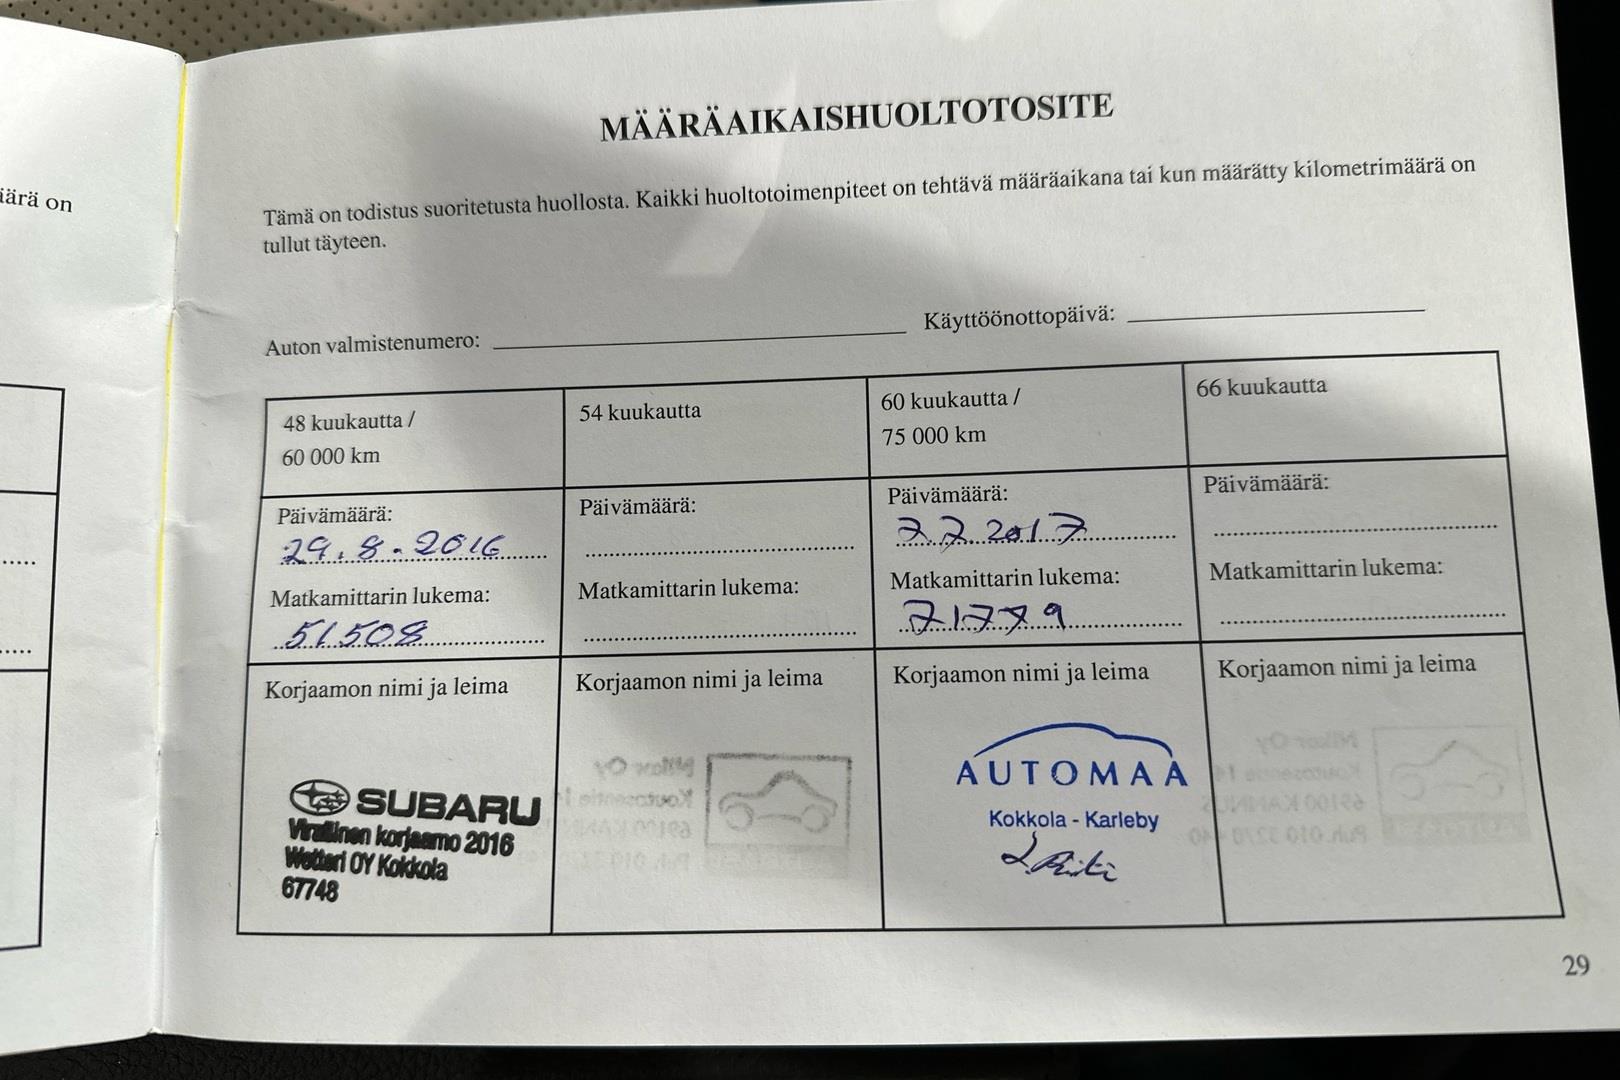 äärä on
MÄÄRÄAIKAISHUOLTOTOSITE
Tämä on todistus suoritetusta huollosta. Kaikki huoltotoimenpiteet on tehtävä määräaikana tai kun määrätty kilometrimäärä on
tullut täyteen.
Auton valmistenumero:
Käyttöönottopäivä:
48 kuukautta /
60 000 km
54 kuukautta
60 kuukautta /
75 000 km
66 kuukautta
Päivämäärä:
29.8.2016
Matkamittarin lukema:
51.508
Päivämäärä:
Matkamittarin lukema:
Päivämäärä:
7.7.2017
Matkamittarin lukema:
71779
Päivämäärä:
Matkamittarin lukema:
Korjaamon nimi ja leima
SUBARU
Virallinen korjaamo 2016
Wetteri OY Kokkola
67748
Korjaamon nimi ja leima
Korjaamon nimi ja leima
AUTOMAA
Kokkola - Karleby
Korjaamon nimi ja leima
29